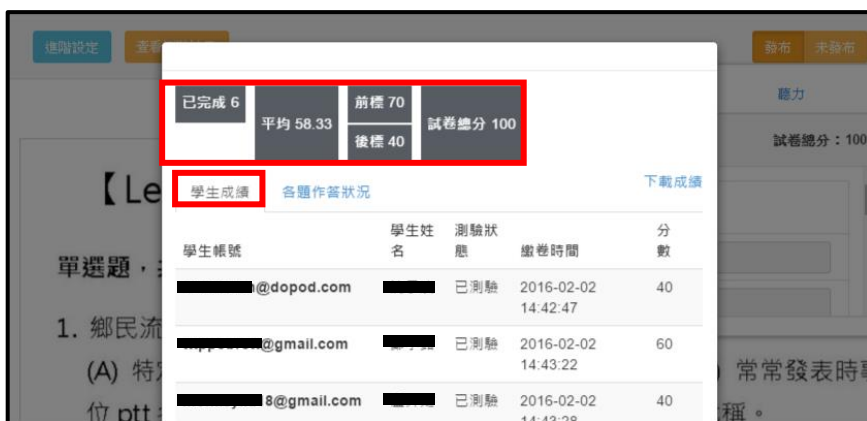 進階設定
發布 未發布
已完成 6
平均 58.33
前標 70
後標 40
試卷總分 100
聽力
試卷總分：100
【Le
學生成績
各題作答狀況
下載成績
學生帳號
學生姓
名
測驗狀
態
繳卷時間
分
數
單選題，
@dopod.com
已測驗
2016-02-02
14:42:47
40
1. 鄉民流
@gmail.com
已測驗
2016-02-02
14:43:22
60
(A) 特
常常發表時事
8@gmail.com
已測驗
2016-02-02
14:43:28
40
位 ptt
稱。